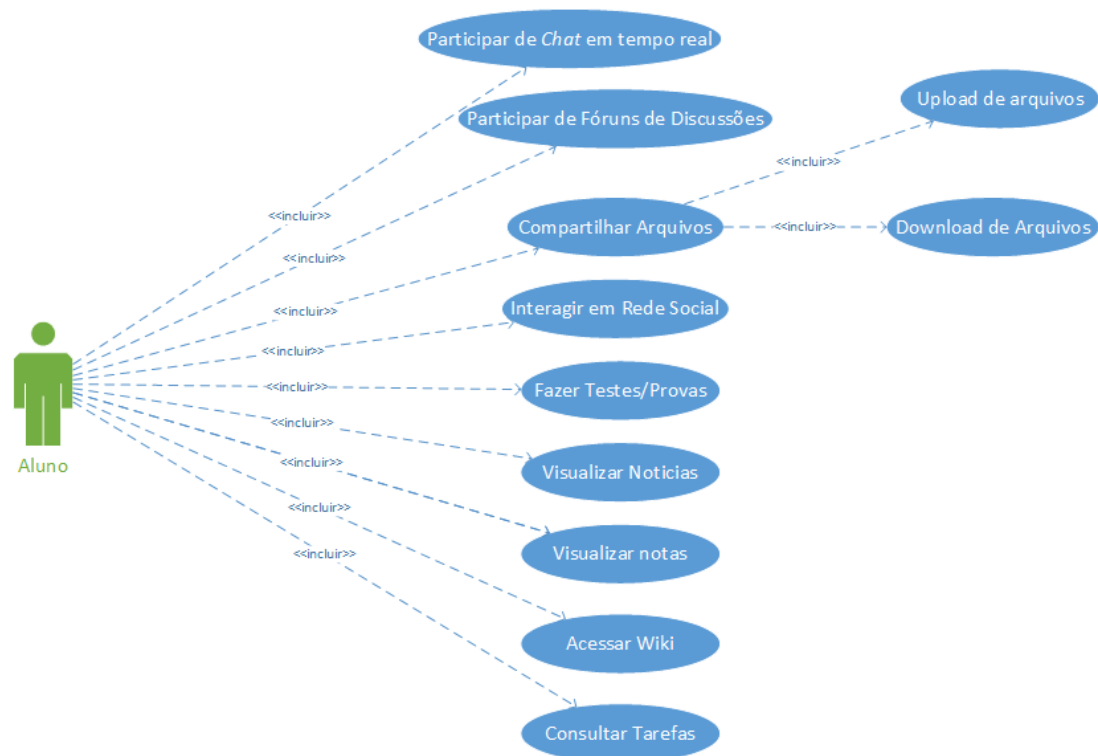 Participar de Chat em tempo real
Upload de arquivos
Participar de Fóruns de Discussões
<<incluir>>
<<incluir>>
Compartilhar Arquivos
<<incluir>>
Download de Arquivos
<<incluir>>
<<incluir>>
Interagir em Rede Social
<<incluir>>
<<incluir>>
Fazer Testes/Provas
<<incluir>>
Aluno
<<incluir>>
Visualizar Noticias
<<incluir>>
<<incluir>>
Visualizar notas
Acessar Wiki
Consultar Tarefas